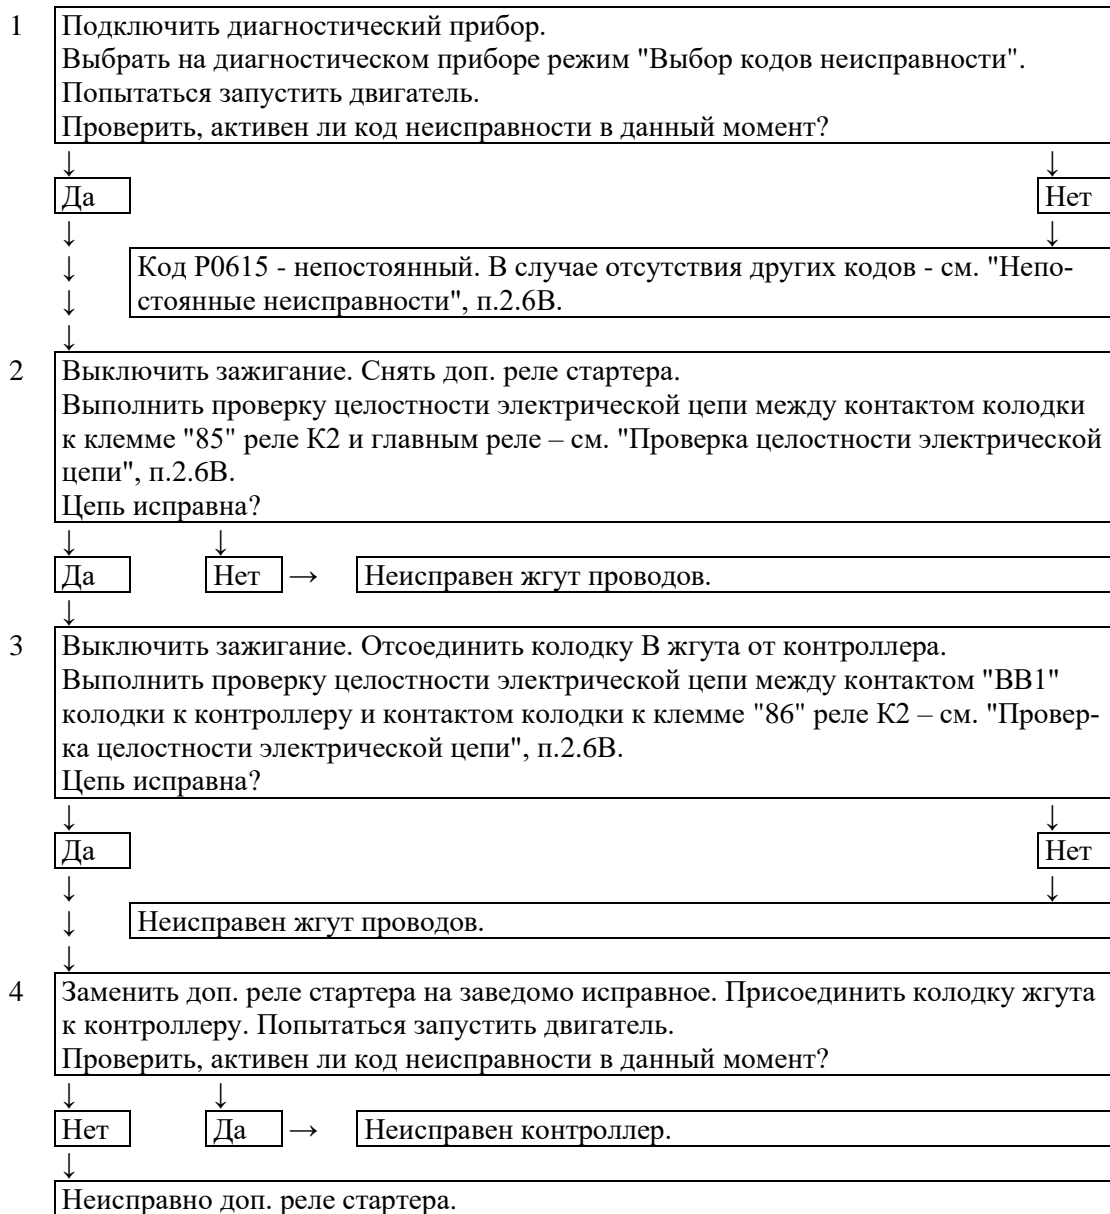 1 Подключить диагностический прибор.
Выбрать на диагностическом приборе режим "Выбор кодов неисправности".
Попытаться запустить двигатель.
Проверить, активен ли код неисправности в данный момент?
↓ ↓
Да Нет
↓ ↓
↓ Код Р0615 - непостоянный. В случае отсутствия других кодов - см. "Непо-
↓ стоянные неисправности", п.2.6В.
↓
2 Выключить зажигание. Снять доп. реле стартера.
Выполнить проверку целостности электрической цепи между контактом колодки
к клемме "85" реле К2 и главным реле – см. "Проверка целостности электрической
цепи", п.2.6В.
Цепь исправна?
↓ ↓
Да Нет → Неисправен жгут проводов.
↓
3 Выключить зажигание. Отсоединить колодку В жгута от контроллера.
Выполнить проверку целостности электрической цепи между контактом "ВВ1"
колодки к контроллеру и контактом колодки к клемме "86" реле К2 – см. "Провер-
ка целостности электрической цепи", п.2.6В.
Цепь исправна?
↓ ↓
Да Нет
↓ ↓
↓ Неисправен жгут проводов.
↓
4 Заменить доп. реле стартера на заведомо исправное. Присоединить колодку жгута
к контроллеру. Попытаться запустить двигатель.
Проверить, активен ли код неисправности в данный момент?
↓ ↓
Нет Да → Неисправен контроллер.
↓
Неисправно доп. реле стартера.